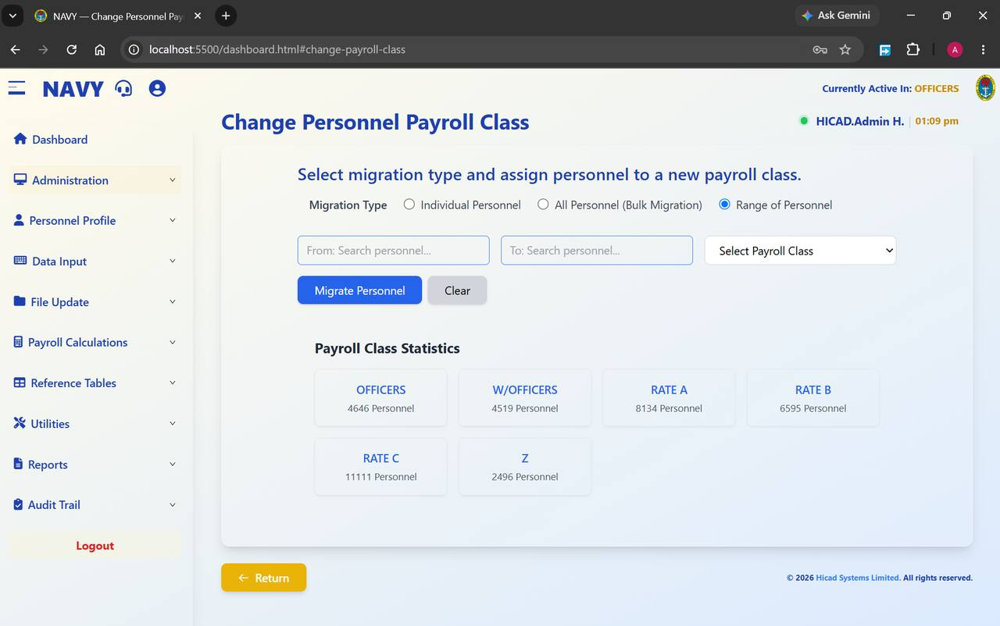 NAVY — Change Personnel Pay
Ask Gemini
localhost:5500/dashboard.html#change-payroll-class
A
NAVY
Currently Active In: OFFICERS
Change Personnel Payroll Class
HICAD.Admin H. | 01:09 pm
Dashboard
Administration
Personnel Profile
Data Input
File Update
Payroll Calculations
Reference Tables
Utilities
Reports
Audit Trail
Logout
Select migration type and assign personnel to a new payroll class.
Migration Type Individual Personnel All Personnel (Bulk Migration) Range of Personnel
From: Search personnel... To: Search personnel... Select Payroll Class
Migrate Personnel Clear
Payroll Class Statistics
OFFICERS
4646 Personnel
W/OFFICERS
4519 Personnel
RATE A
8134 Personnel
RATE B
6595 Personnel
RATE C
11111 Personnel
Z
2496 Personnel
← Return
© 2026 Hicad Systems Limited. All rights reserved.